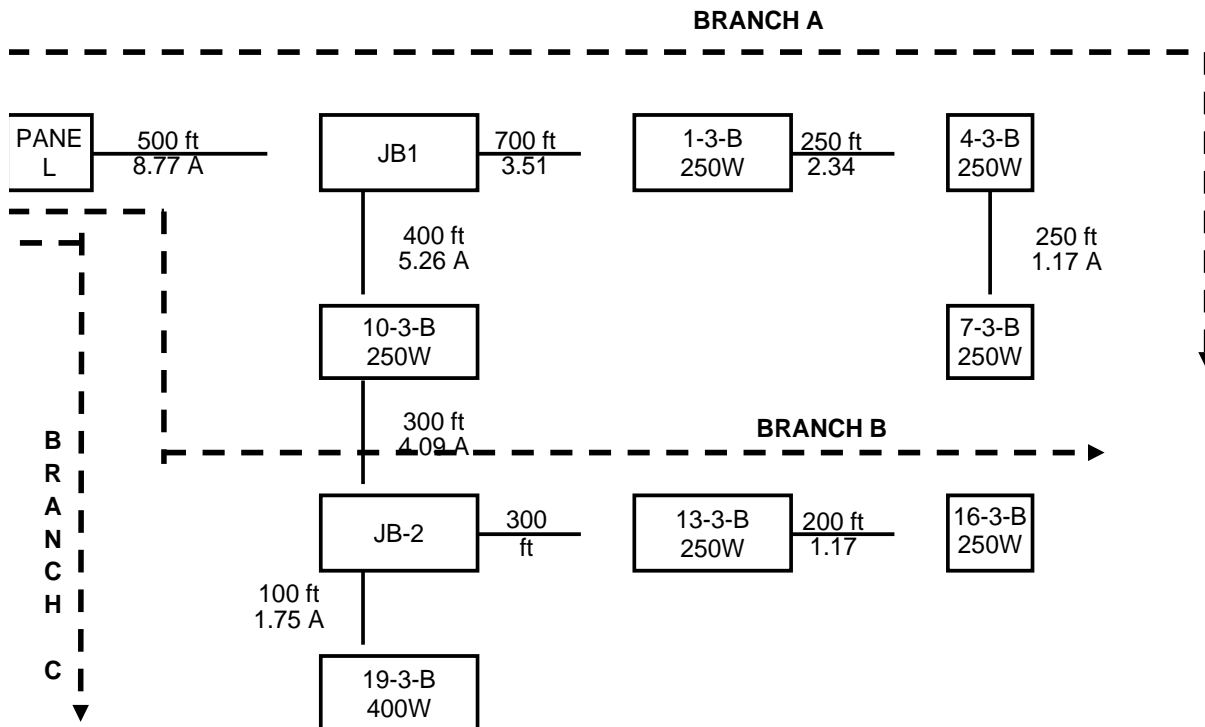 BRANCH A
PANE
L
500 ft
8.77 A
JB1
700 ft
3.51
1-3-B
250W
250 ft
2.34
4-3-B
250W
400 ft
5.26 A
250 ft
1.17 A
10-3-B
250W
7-3-B
250W
300 ft
4.09 A
BRANCH B
B
R
A
N
C
H
C
JB-2
300
ft
13-3-B
250W
200 ft
1.17
16-3-B
250W
100 ft
1.75 A
19-3-B
400W